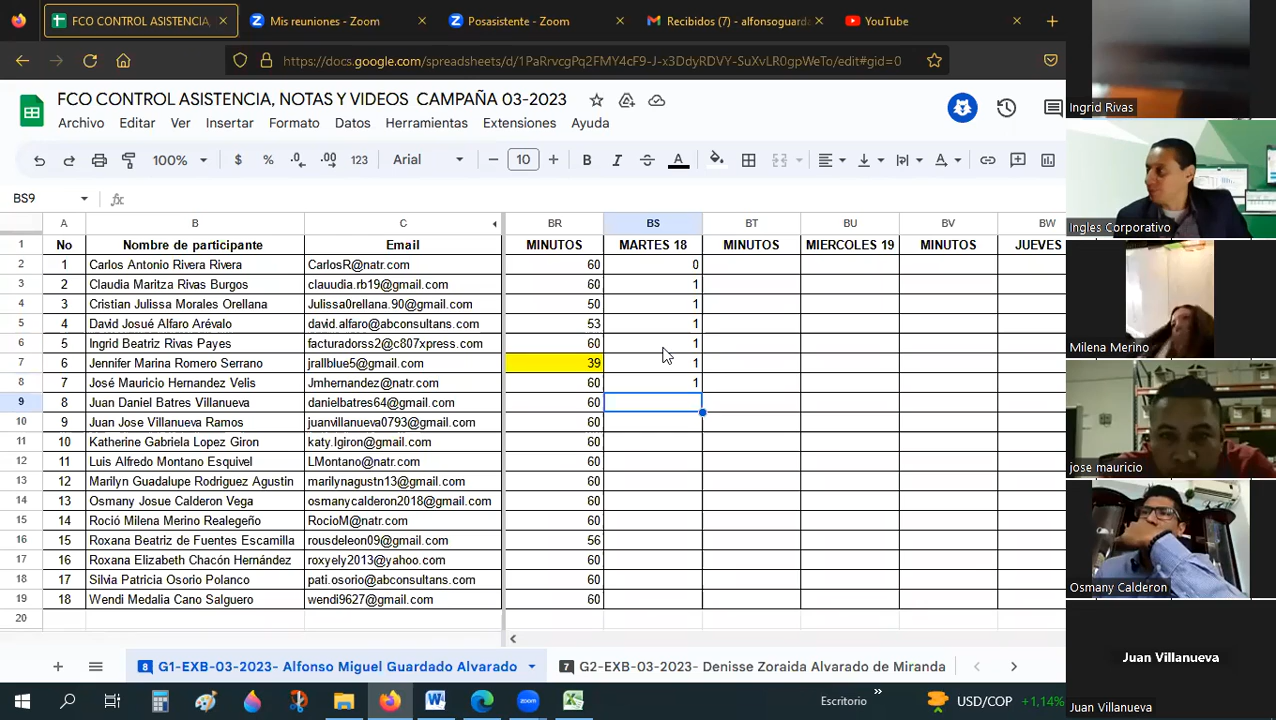 FCO CONTROL ASISTENCIA,
Mis reuniones - Zoom
Posasistente - Zoom
Recibidos (7) - alfonsoguarda
YouTube
https://docs.google.com/spreadsheets/d/1PaRrvcgPq2FMY4cF9-J-x3DdyRDVY-SuXvLR0gpWeTo/edit#gid=0
FCO CONTROL ASISTENCIA, NOTAS Y VIDEOS CAMPAÑA 03-2023
Archivo Editar Ver Insertar Formato Datos Herramientas Extensiones Ayuda
100% $ % .0 .00 123 Arial 10 B I A
BS9 fx
A B C BR BS BT BU BV BW
1 No Nombre de participante Email MINUTOS MARTES 18 MINUTOS MIERCOLES 19 MINUTOS JUEVES
2 1 Carlos Antonio Rivera Rivera CarlosR@natr.com 60 0
3 2 Claudia Maritza Rivas Burgos clauudia.rb19@gmail.com 60 1
4 3 Cristian Julissa Morales Orellana Julissa0rellana.90@gmail.com 50 1
5 4 David Josué Alfaro Arévalo david.alfaro@abconsultans.com 53 1
6 5 Ingrid Beatriz Rivas Payes facturadorss2@c807xpress.com 60 1
7 6 Jennifer Marina Romero Serrano jrallblue5@gmail.com 39 1
8 7 José Mauricio Hernandez Velis Jmhernandez@natr.com 60 1
9 8 Juan Daniel Batres Villanueva danielbatres64@gmail.com 60
10 9 Juan Jose Villanueva Ramos juanvillanueva0793@gmail.com 60
11 10 Katherine Gabriela Lopez Giron katy.lgiron@gmail.com 60
12 11 Luis Alfredo Montano Esquivel LMontano@natr.com 60
13 12 Marilyn Guadalupe Rodriguez Agustin marilynagustn13@gmail.com 60
14 13 Osmany Josue Calderon Vega osmanycalderon2018@gmail.com 60
15 14 Roció Milena Merino Realegeño RocioM@natr.com 60
16 15 Roxana Beatriz de Fuentes Escamilla rousdeleon09@gmail.com 56
17 16 Roxana Elizabeth Chacón Hernández roxyely2013@yahoo.com 60
18 17 Silvia Patricia Osorio Polanco pati.osorio@abconsultans.com 60
19 18 Wendi Medalia Cano Salguero wendi9627@gmail.com 60
20
8 G1-EXB-03-2023- Alfonso Miguel Guardado Alvarado
7 G2-EXB-03-2023- Denisse Zoraida Alvarado de Miranda
Escritorio
USD/COP +1,14%
Ingrid Rivas
Ingles Corporativo
Milena Merino
jose mauricio
Osmany Calderon
Juan Villanueva
Juan Villanueva